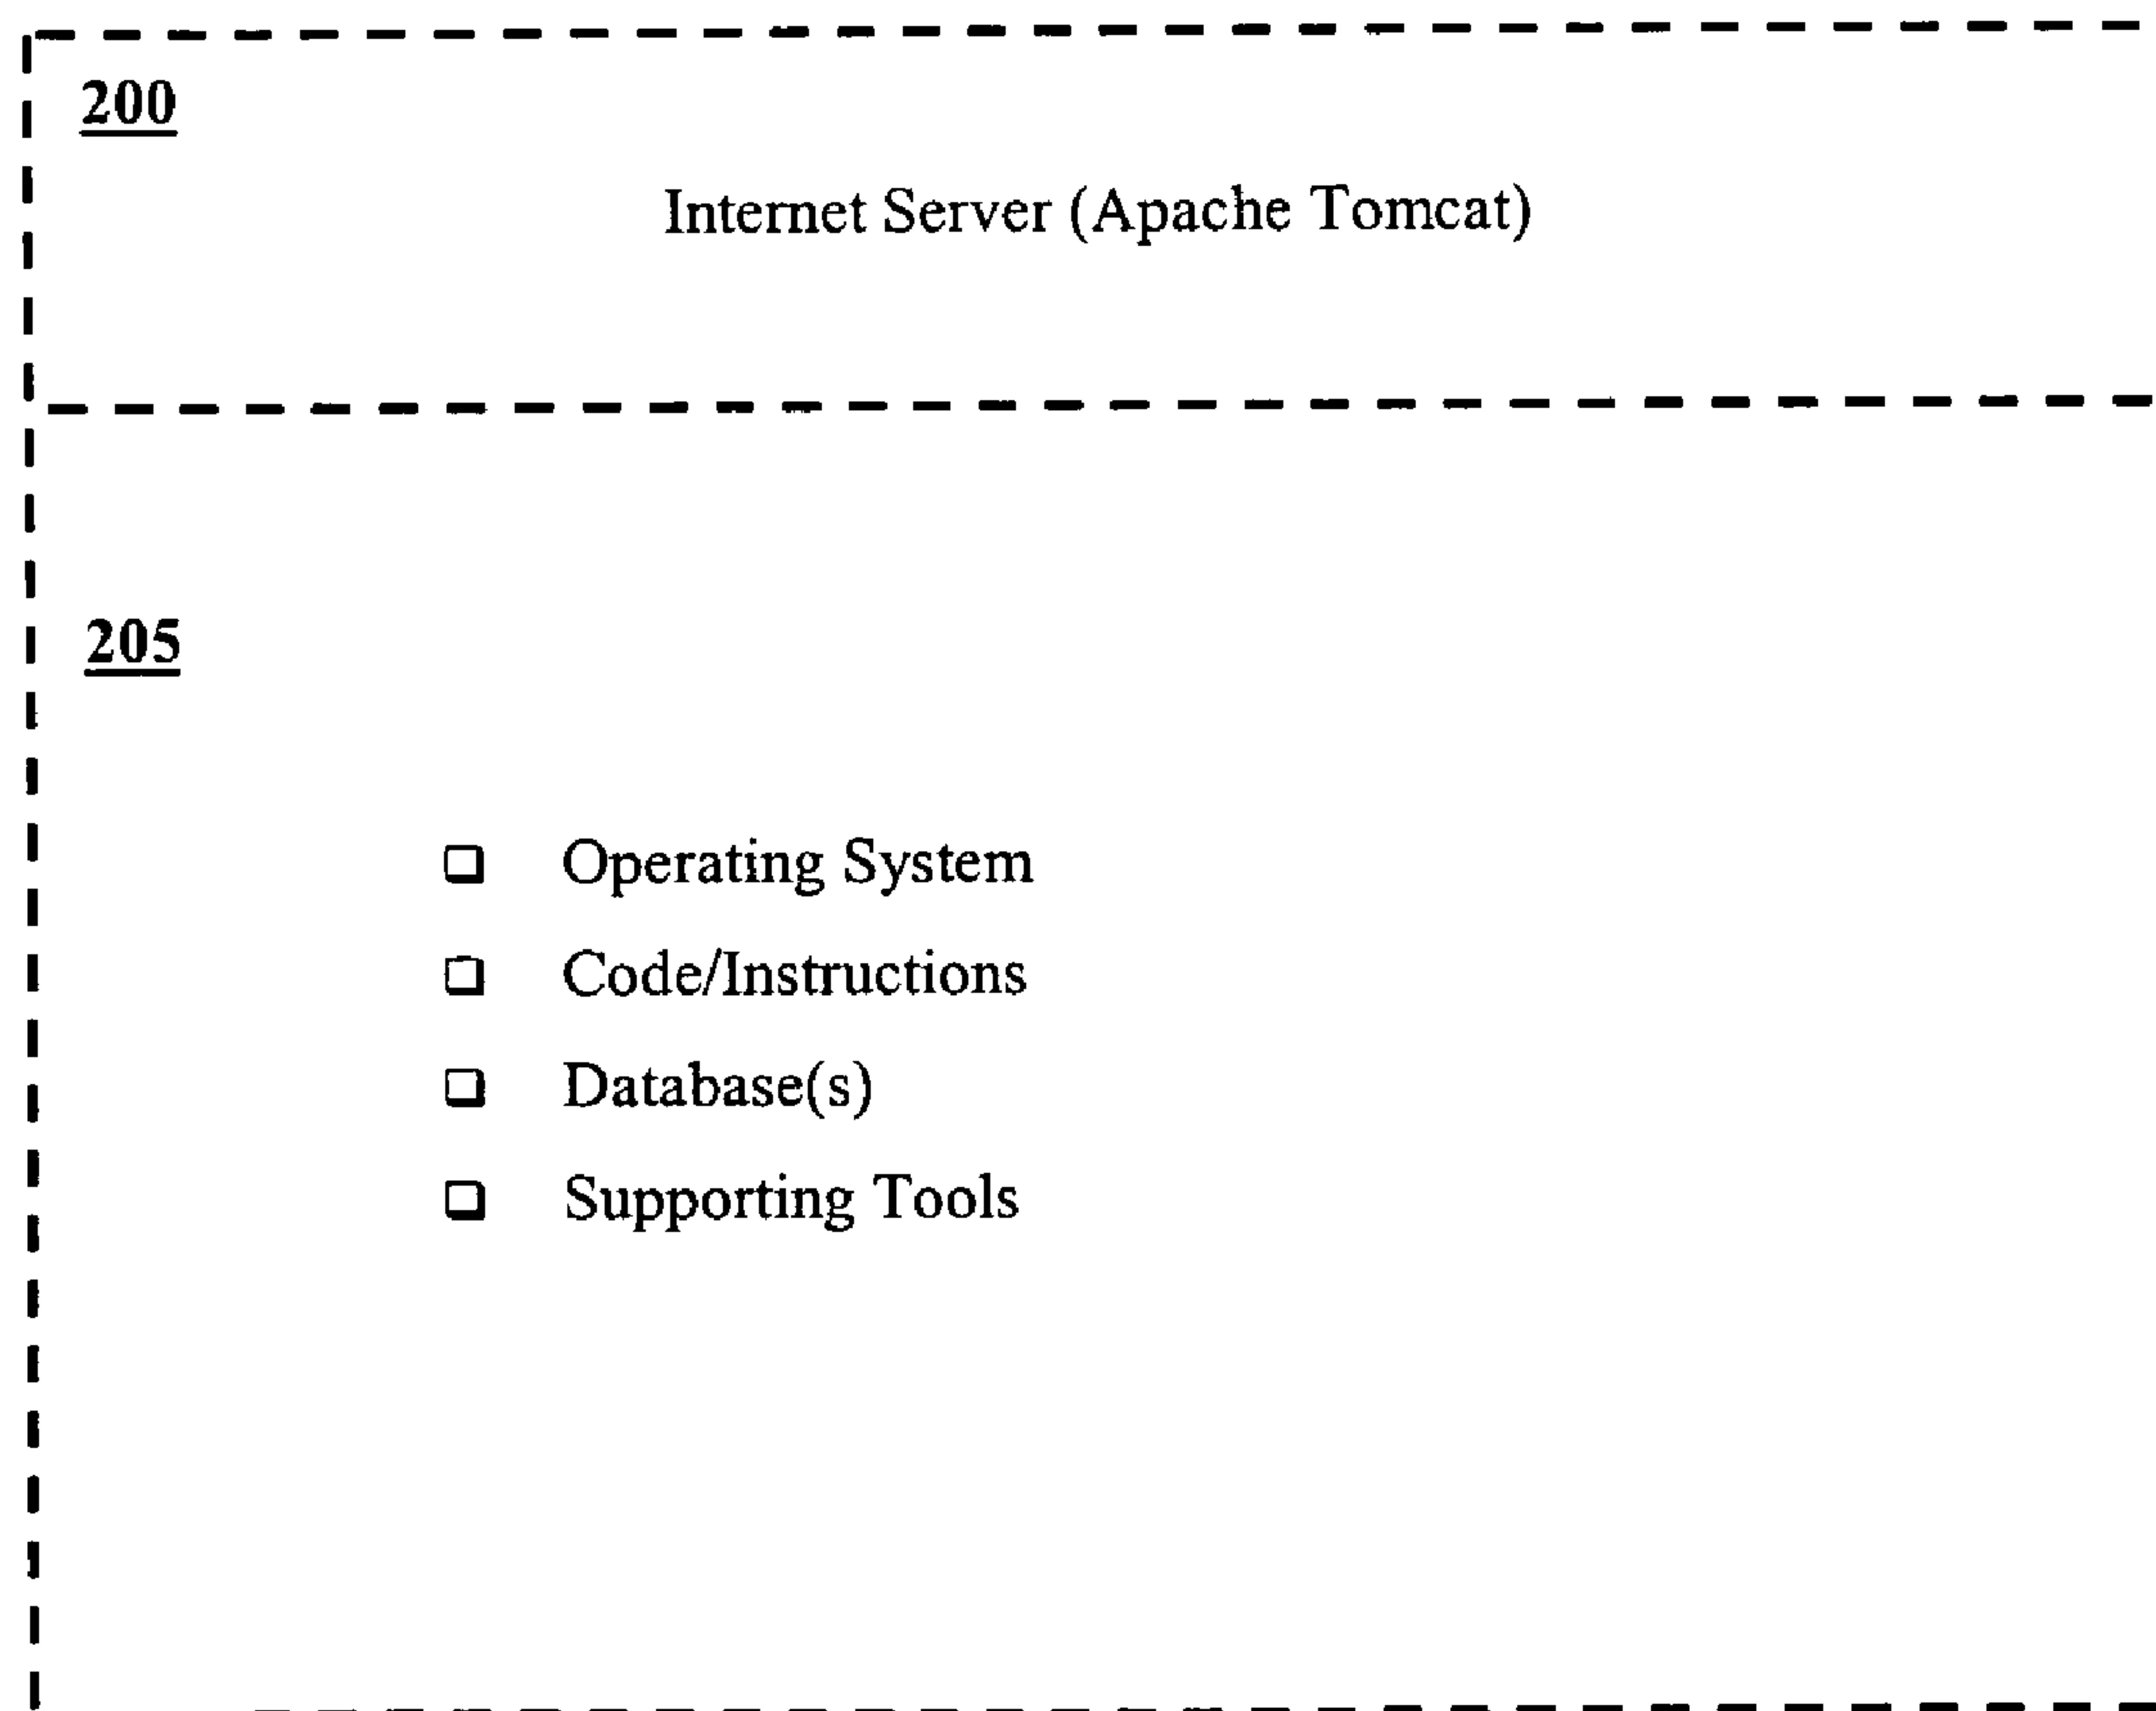 200
Internet Server (Apache Tomcat)
205
Operating System
Code/Instructions
Database(s)
Supporting Tools